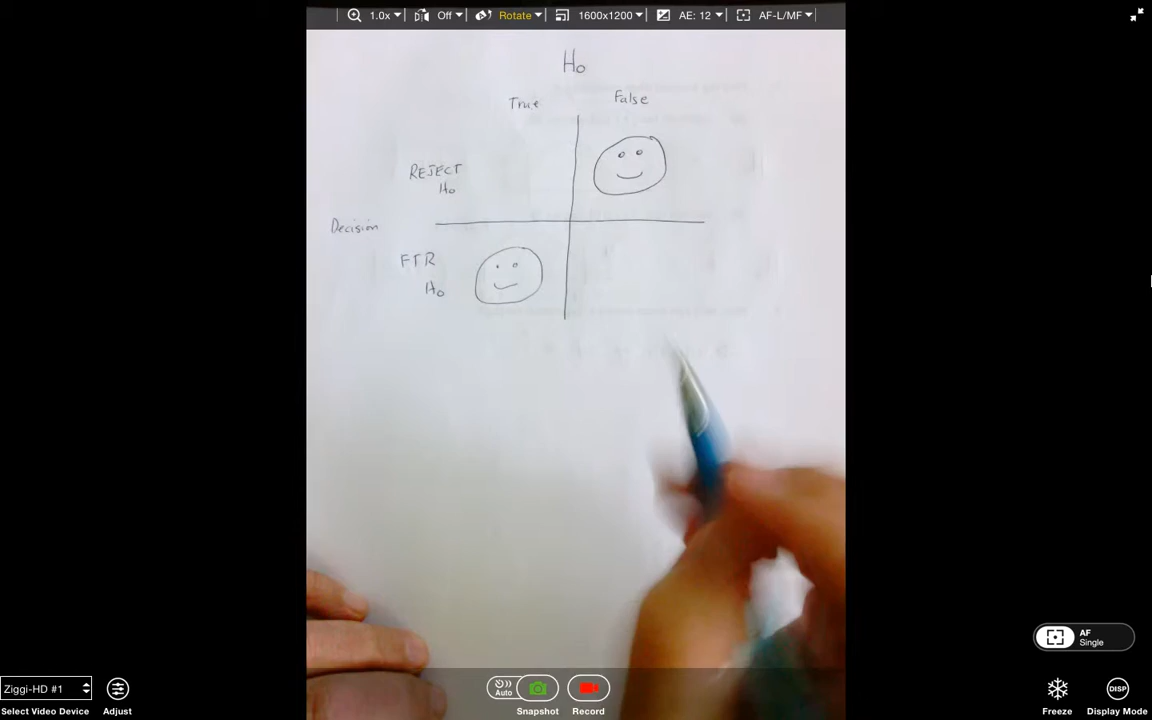 1.0x
Off
Rotate
1600x1200
AE: 12
AF-L/MF
Ho
True
False
REJECT
Ho
Decision
FTR
Ho
AF
Single
Ziggi-HD #1
Auto
Select Video Device
Adjust
Snapshot
Record
DISP
Freeze
Display Mode